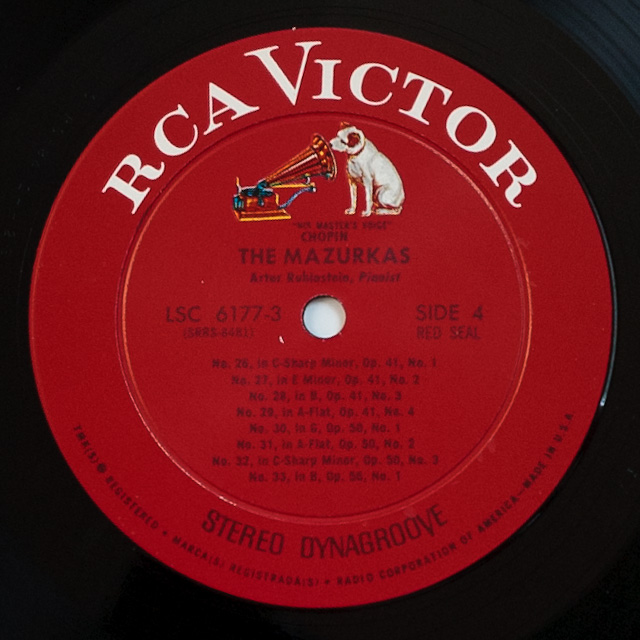 RCA VICTOR
"HIS MASTER'S VOICE"
CHOPIN
THE MAZURKAS
Artur Rubinstein, Pianist
LSC 6177-3
(SRRS-6481)
SIDE 4
RED SEAL
No. 26, in C-Sharp Minor, Op. 41, No. 1
No. 27, in E Minor, Op. 41, No. 2
No. 28, in B, Op. 41, No. 3
No. 29, in A-Flat, Op. 41, No. 4
No. 30, in G, Op. 50, No. 1
No. 31, in A-Flat, Op. 50, No. 2
No. 32, in C-Sharp Minor, Op. 50, No. 3
No. 33, in B, Op. 56, No. 1
STEREO DYNAGROOVE
TMK(S) ® REGISTERED • MARCA(S) REGISTRADA(S) • RADIO CORPORATION OF AMERICA—MADE IN U.S.A.